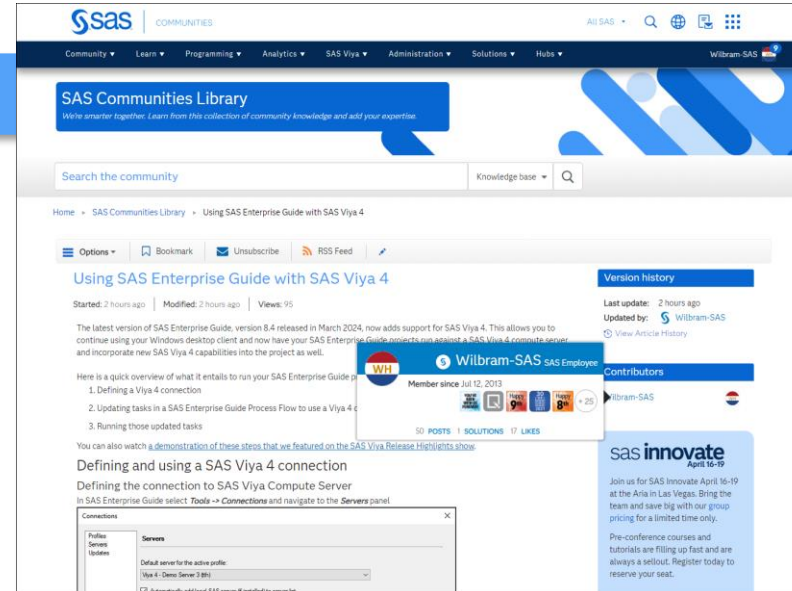 sas
COMMUNITIES
All SAS
Community Learn Programming Analytics SAS Viya Administration Solutions Hubs
Wilbram-SAS
9
SAS Communities Library
We're smarter together. Learn from this collection of community knowledge and add your expertise.
Search the community
Knowledge base
Home SAS Communities Library Using SAS Enterprise Guide with SAS Viya 4
Options Bookmark Unsubscribe RSS Feed
Using SAS Enterprise Guide with SAS Viya 4
Started: 2 hours ago | Modified: 2 hours ago | Views: 95
The latest version of SAS Enterprise Guide, version 8.4 released in March 2024, now adds support for SAS Viya 4. This allows you to
continue using your Windows desktop client and now have your SAS Enterprise Guide projects run against a SAS Viya 4 compute server
and incorporate new SAS Viya 4 capabilities into the project as well.
Here is a quick overview of what it entails to run your SAS Enterprise Guide
1. Defining a Viya 4 connection
2. Updating tasks in a SAS Enterprise Guide Process Flow to use a Viya 4
3. Running those updated tasks
You can also watch a demonstration of these steps that we featured on the SAS Viya Release Highlights show.
WH
Wilbram-SAS SAS Employee
Member since Jul 12, 2013
9th
8th
+ 25
50 POSTS 1 SOLUTIONS 17 LIKES
Defining and using a SAS Viya 4 connection
Defining the connection to SAS Viya Compute Server
In SAS Enterprise Guide select Tools -> Connections and navigate to the Servers panel
Connections
Profiles
Servers
Updates
Servers
Default server for the active profile:
Viya 4 - Demo Server 3 (tth)
Version history
Last update: 2 hours ago
Updated by: Wilbram-SAS
View Article History
Contributors
Wilbram-SAS
sas innovate
April 16-19
Join us for SAS Innovate April 16-19
at the Aria in Las Vegas. Bring the
team and save big with our group
pricing for a limited time only.
Pre-conference courses and
tutorials are filling up fast and are
always a sellout. Register today to
reserve your seat.